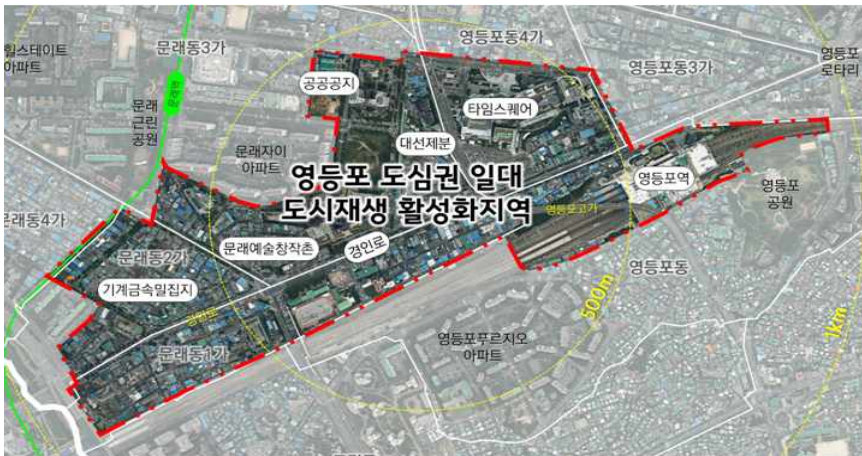 문래동3가
영등포동4가
힐스테이트
아파트
영등포동3가
영등포
로타리
공공공지
문래
근린
공원
타임스퀘어
대선제분
문래자이
아파트
영등포 도심권 일대
도시재생 활성화지역
영등포역
영등포
공원
영등포고가
문래동4가
문래동2가
문래예술창작촌
경인로
영등포동
기계금속밀집지
500m
경인로
1km
문래동1가
영등포푸르지오
아파트